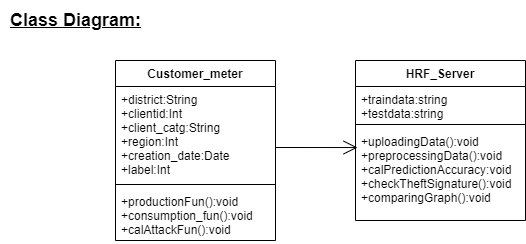 Class Diagram:
Customer_meter
+district:String
+clientid:Int
+client_catg:String
+region:Int
+creation_date:Date
+label:Int
+productionFun():void
+consumption_fun():void
+calAttackFun():void
HRF_Server
+traindata:string
+testdata:string
+uploadingData():void
+preprocessingData():void
+calPredictionAccuracy:void
+checkTheftSignature():void
+comparingGraph():void